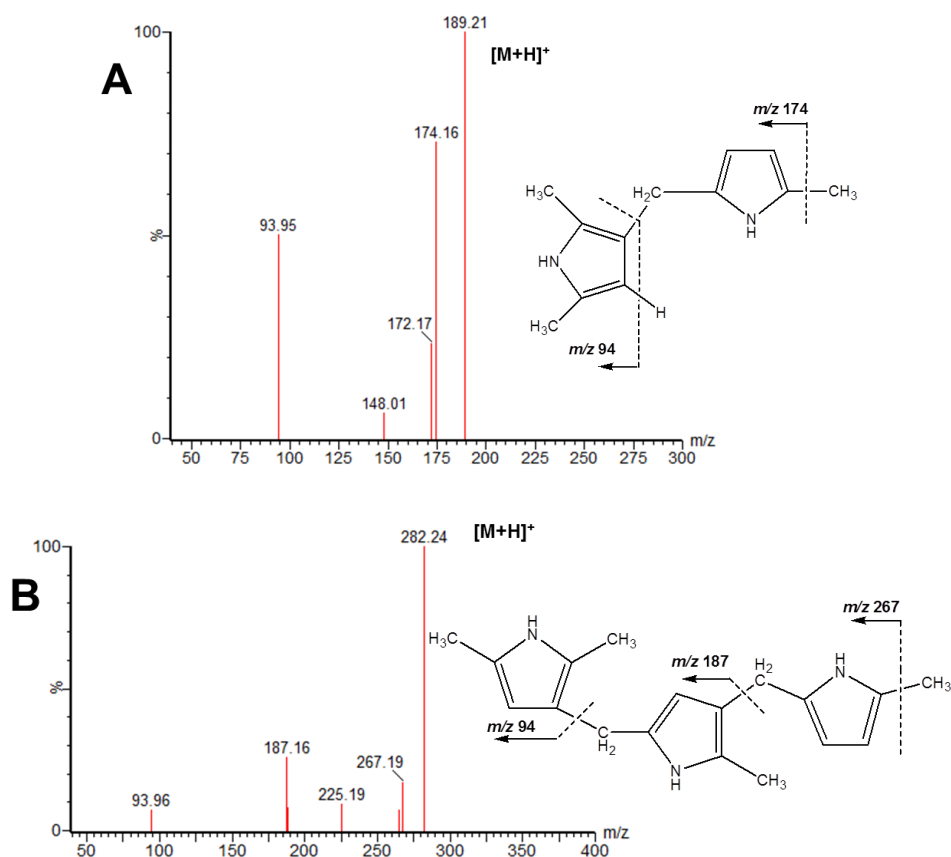 A
100
%
0
189.21
[M+H]+
174.16
93.95
172.17
148.01
50 75 100 125 150 175 200 225 250 275 300 m/z
m/z 174
H3C
H2C
CH3
N
H
HN
H
H3C
m/z 94
B
100
%
0
282.24
[M+H]+
187.16
267.19
225.19
93.96
50 100 150 200 250 300 350 400 m/z
m/z 267
H
N
H3C
CH3
m/z 187
H2
C
H
N
CH3
m/z 94
C
H2
N
H
CH3